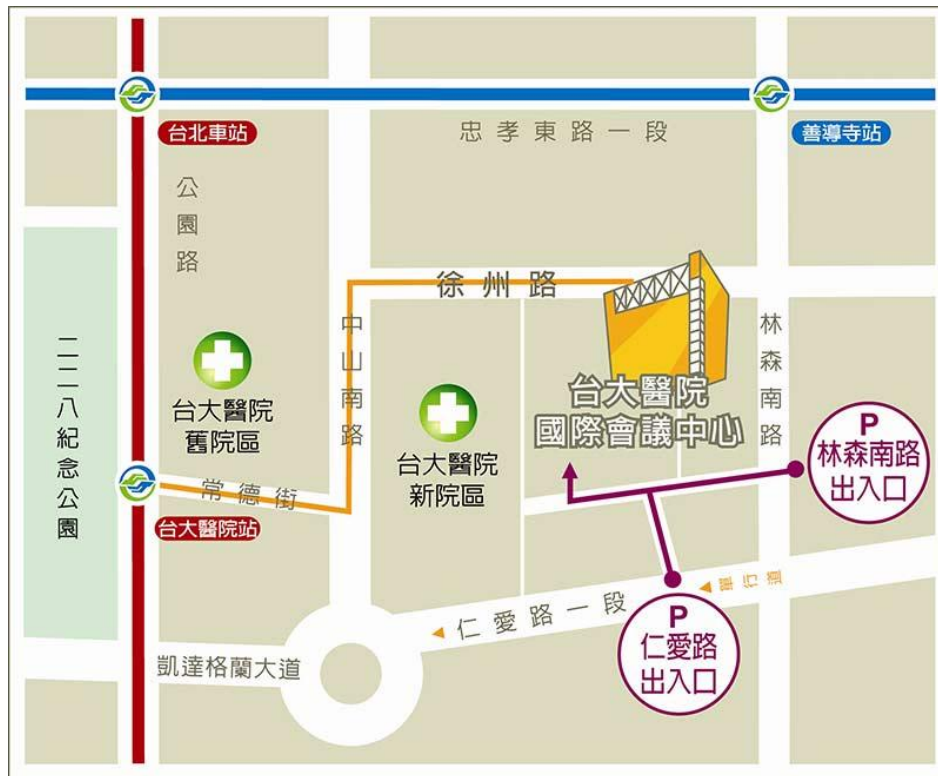 台北車站
忠孝東路一段
善導寺站
公園路
徐州路
中山南路
林森南路
二二八紀念公園
台大醫院
舊院區
台大醫院
新院區
台大醫院
國際會議中心
P
林森南路
出入口
常德街
台大醫院站
單行道
仁愛路一段
P
仁愛路
出入口
凱達格蘭大道